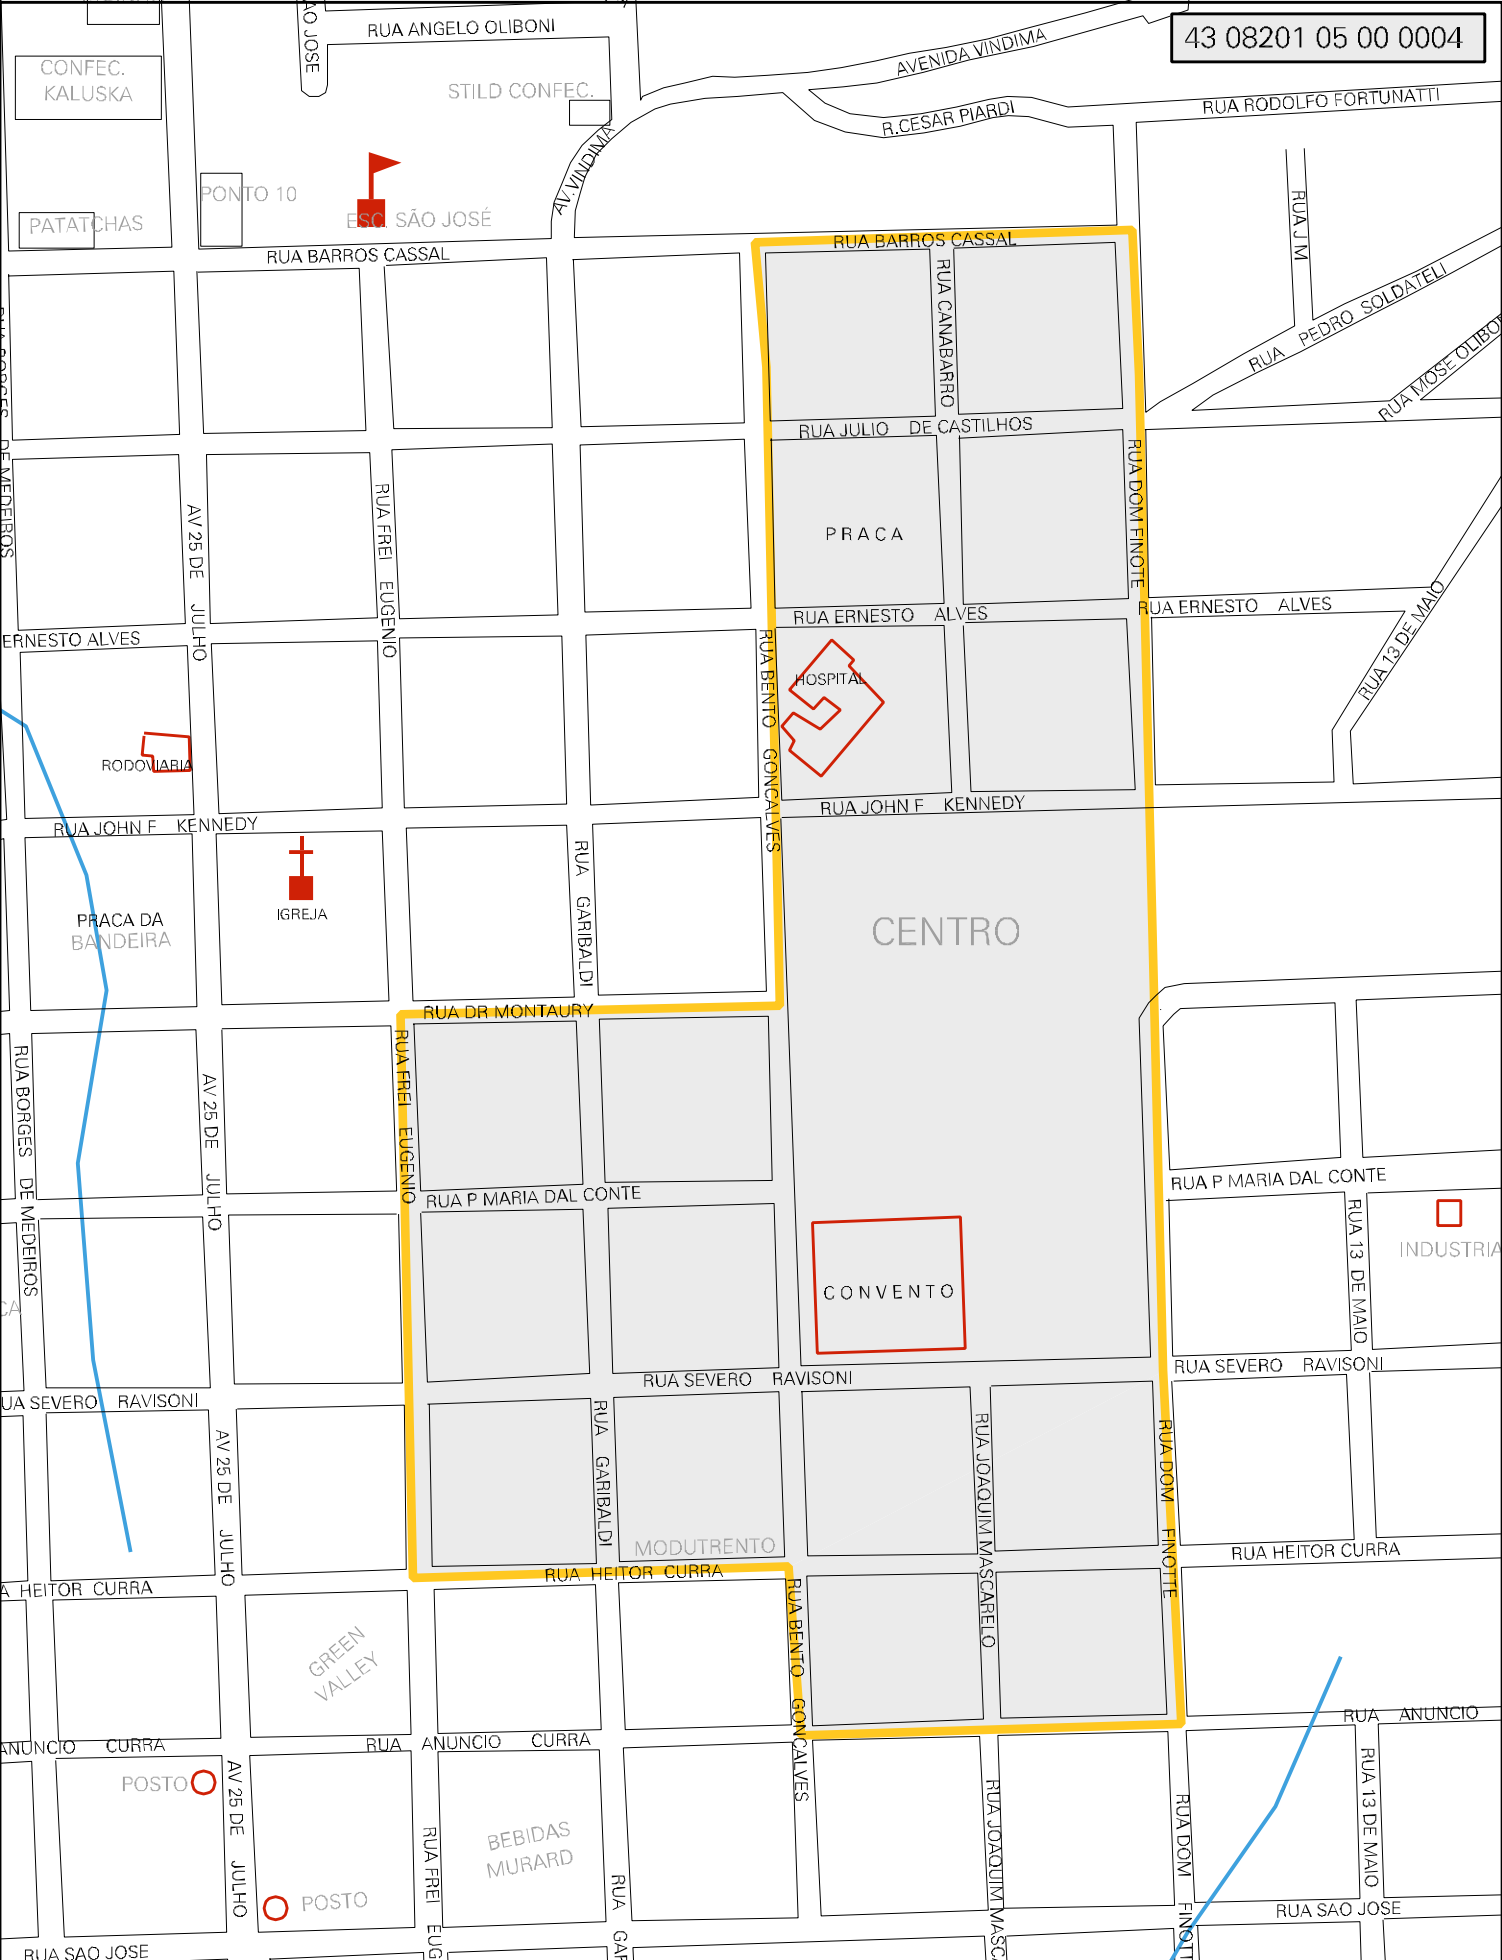 43 08201 05 00 0004
RUA ANGELO OLIBONI
AVENIDA VINDIMA
CONFEC.
KALUSKA
STILD CONFEC.
RUA RODOLFO FORTUNATTI
R.CESAR PIARDI
AV.VINDIMA
PONTO 10
PATATCHAS
ESC. SÃO JOSÉ
RUA J M
RUA BARROS CASSAL
RUA BARROS CASSAL
RUA CANABARRO
RUA PEDRO SOLDATELI
RUA MOSE OLIBO
RUA JULIO DE CASTILHOS
DE MEDEIROS
AV 25 DE JULHO
RUA FREI EUGENIO
RUA DOM FINOTE
PRACA
ERNESTO ALVES
RUA ERNESTO ALVES
RUA ERNESTO ALVES
RUA 13 DE MAIO
RUA BENTO GONCALVES
HOSPITAL
RODOVIARIA
RUA JOHN F KENNEDY
RUA JOHN F KENNEDY
RUA GARIBALDI
IGREJA
PRACA DA
BANDEIRA
CENTRO
RUA DR MONTAURY
RUA BORGES DE MEDEIROS
AV 25 DE JULHO
RUA FREI EUGENIO
RUA P MARIA DAL CONTE
RUA P MARIA DAL CONTE
RUA 13 DE MAIO
INDUSTRIA
CONVENTO
CA
RUA SEVERO RAVISONI
RUA SEVERO RAVISONI
UA SEVERO RAVISONI
AV 25 DE JULHO
RUA GARIBALDI
RUA JOAQUIM MASCARELO
RUA DOM FINOTTE
MODUTRENTO
RUA HEITOR CURRA
RUA HEITOR CURRA
A HEITOR CURRA
RUA BENTO GONCALVES
GREEN
VALLEY
RUA ANUNCIO
ANUNCIO CURRA
RUA ANUNCIO CURRA
POSTO
AV 25 DE JULHO
RUA FREI EUG
BEBIDAS
MURARD
RUA GAR
RUA JOAQUIM MASC
RUA DOM FINOT
RUA 13 DE MAIO
POSTO
RUA SAO JOSE
RUA SAO JOSE